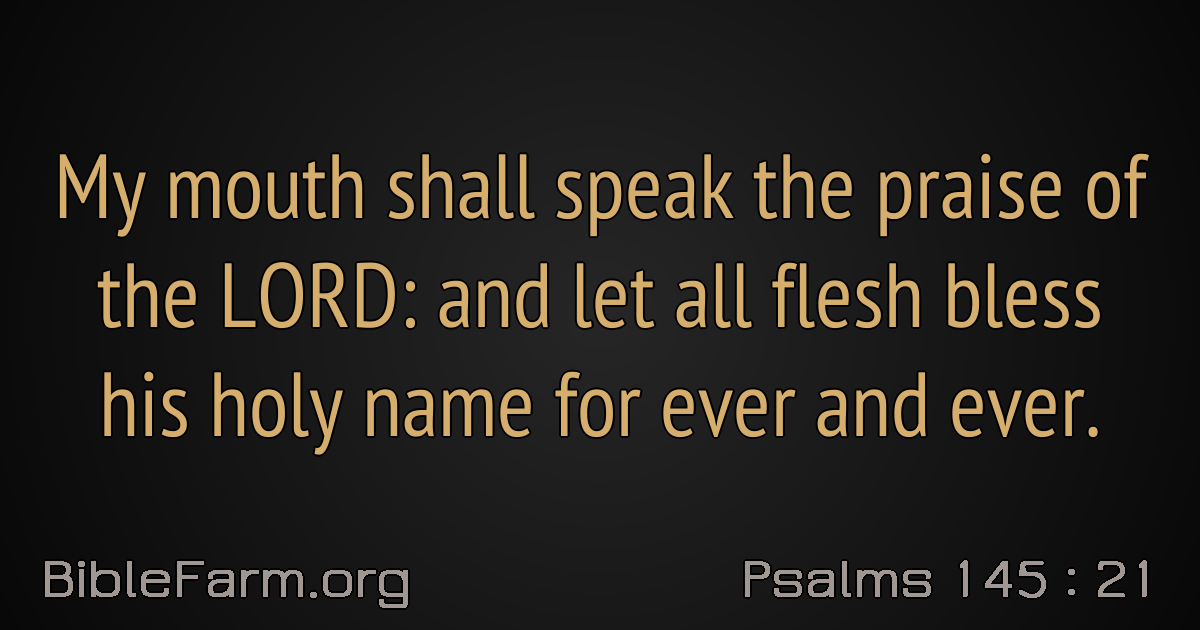 My mouth shall speak the praise of
the LORD: and let all flesh bless
his holy name for ever and ever.
BibleFarm.org
Psalms 145 : 21